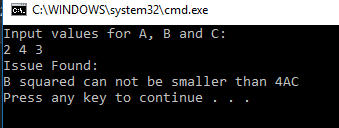 C:\WINDOWS\system32\cmd.exe
Input values for A, B and C:
2 4 3
Issue Found:
B squared can not be smaller than 4AC
Press any key to continue . . .